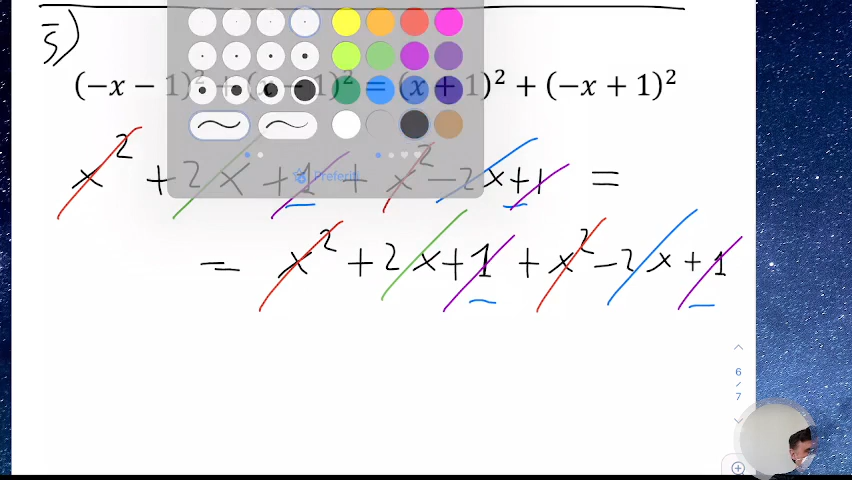 5)
(−x − 1)² + (x − 1)² = (x + 1)² + (−x + 1)²
x² + 2x + 1 + x² − 2x + 1 =
Preferiti
= x² + 2x + 1 + x² − 2x + 1
6
/
7